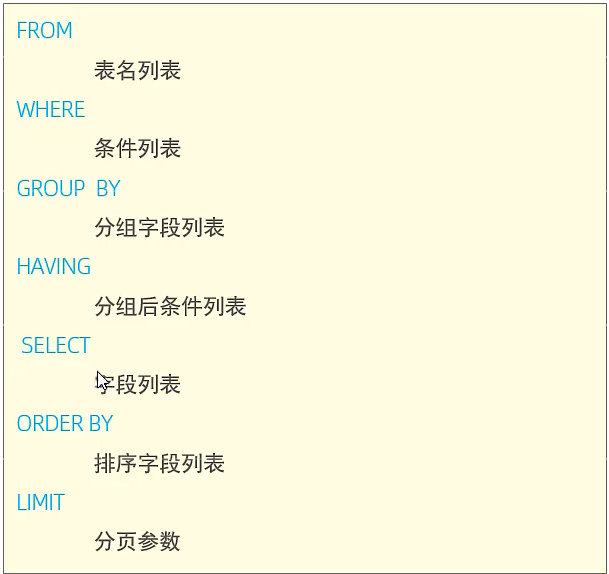 FROM
表名列表
WHERE
条件列表
GROUP BY
分组字段列表
HAVING
分组后条件列表
SELECT
字段列表
ORDER BY
排序字段列表
LIMIT
分页参数